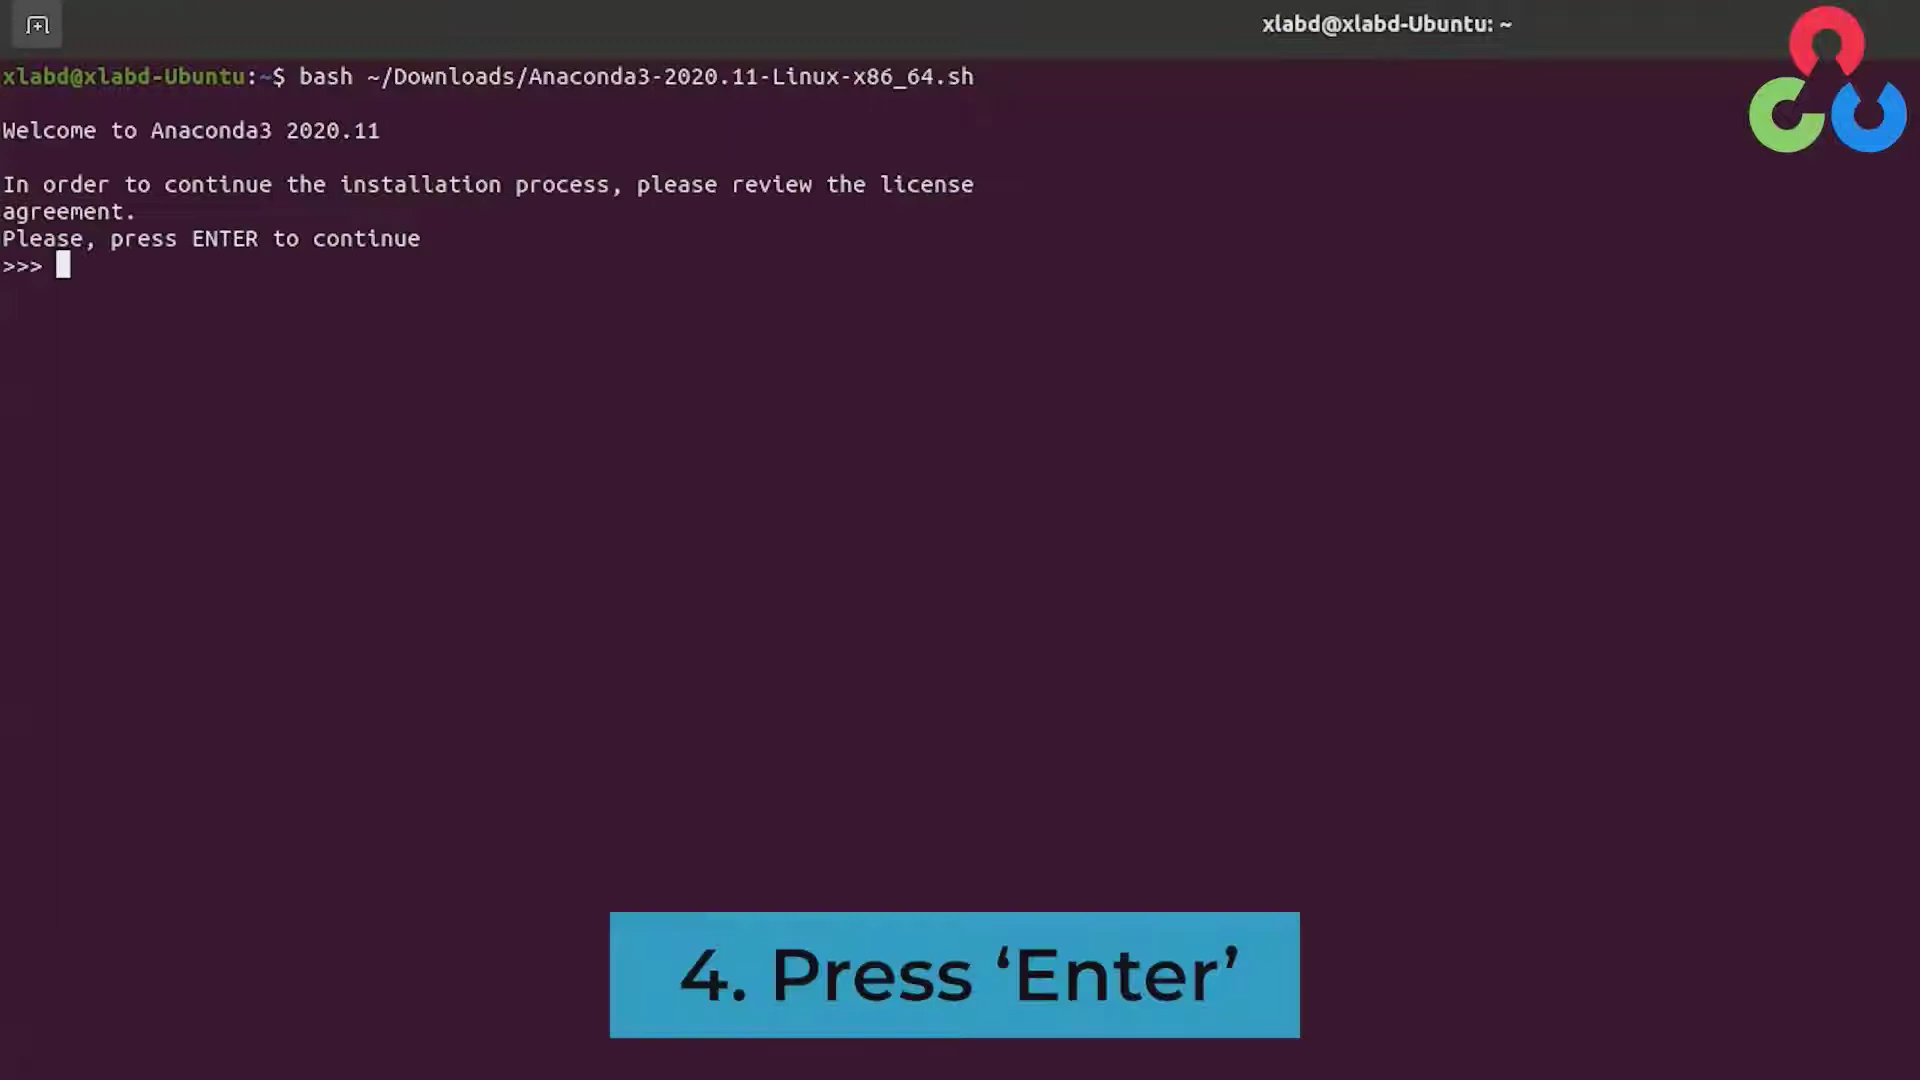 xlabd@xlabd-Ubuntu: ~
xlabd@xlabd-Ubuntu:~$ bash ~/Downloads/Anaconda3-2020.11-Linux-x86_64.sh
Welcome to Anaconda3 2020.11
In order to continue the installation process, please review the license
agreement.
Please, press ENTER to continue
>>>
4. Press ‘Enter’